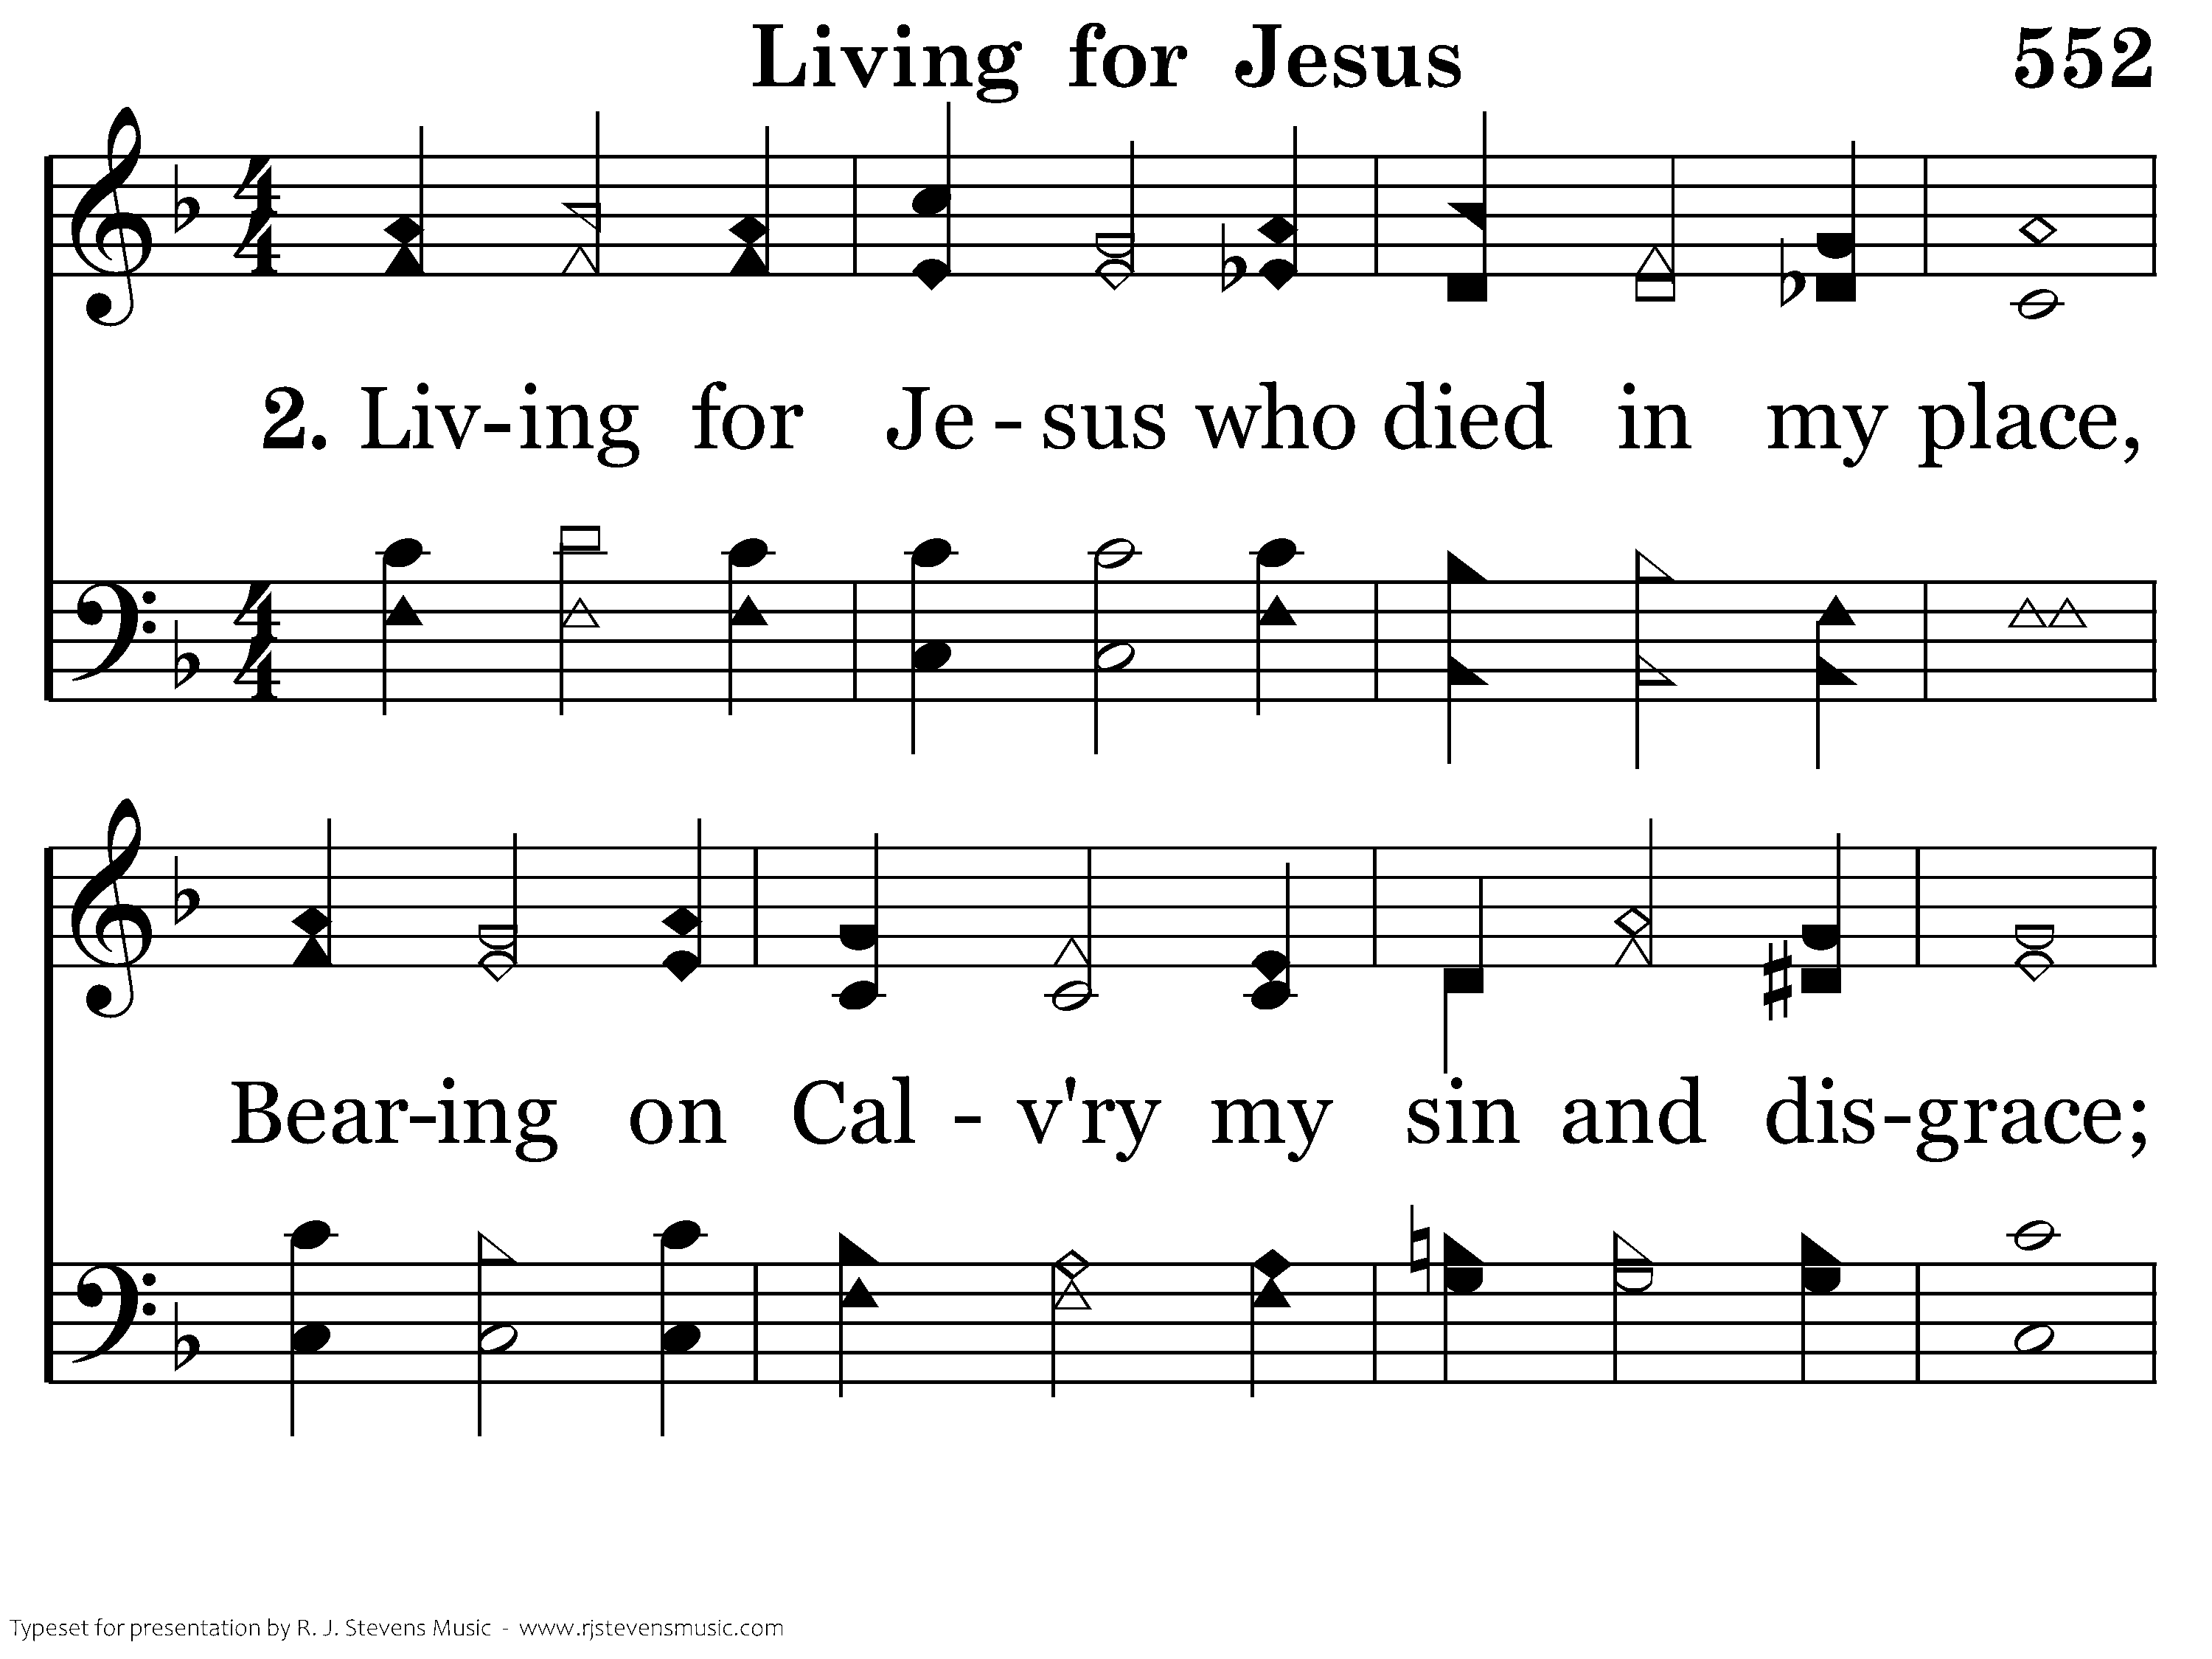 Living for Jesus 552
2. Liv-ing for Je - sus who died in my place,
Bear-ing on Cal - v'ry my sin and dis-grace;
Typeset for presentation by R. J. Stevens Music - www.rjstevensmusic.com